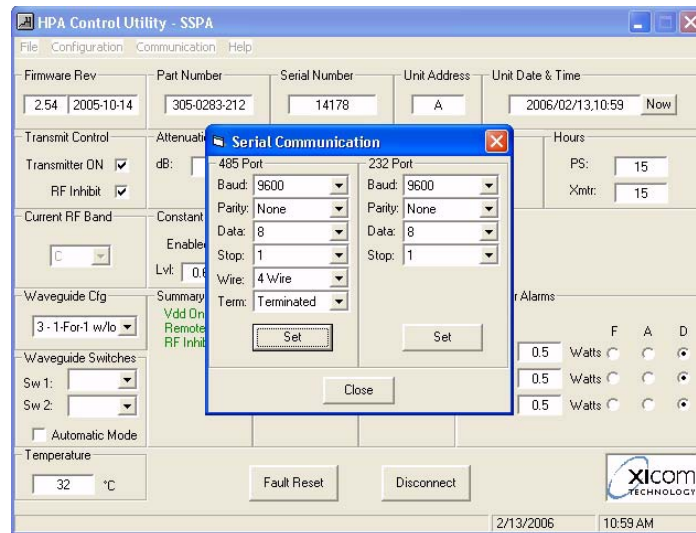 HPA Control Utility - SSPA
File Configuration Communication Help
Firmware Rev Part Number Serial Number Unit Address Unit Date & Time
2.54 2005-10-14 305-0283-212 14178 A 2006/02/13,10:59 Now
Transmit Control
Transmitter ON
RF Inhibit
dB:
Hours
PS: 15
Xmtr: 15
Serial Communication
485 Port
Baud: 9600
Parity: None
Data: 8
Stop: 1
Wire: 4 Wire
Term: Terminated
Set
232 Port
Baud: 9600
Parity: None
Data: 8
Stop: 1
Set
Close
Current RF Band
C
Constant
Lvl:
Waveguide Cfg
3 - 1-For-1 w/lo
Summary
Vdd On
Remote
Alarms
F A D
0.5 Watts
0.5 Watts
0.5 Watts
Waveguide Switches
Sw 1:
Sw 2:
Automatic Mode
Temperature
32 °C
Fault Reset
Disconnect
XICOM
TECHNOLOGY
2/13/2006 10:59 AM